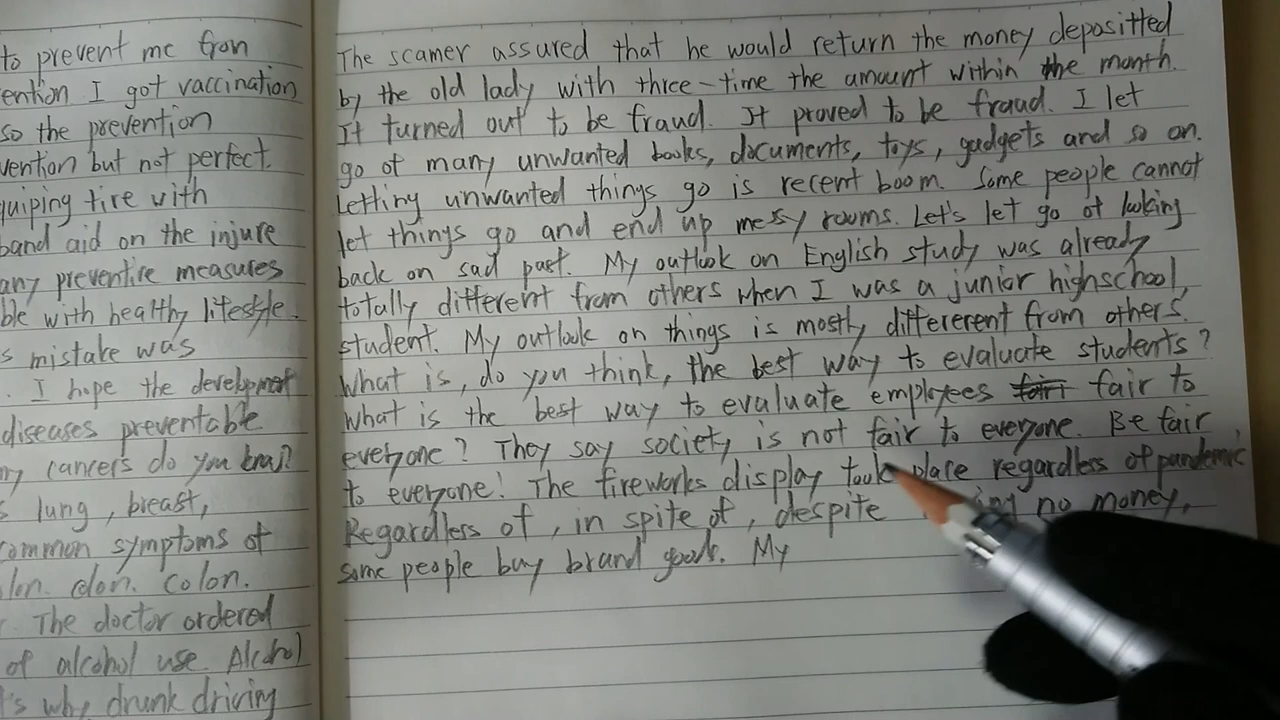 to prevent me from
ention. I got vaccination
so the prevention
vention but not perfect.
quiping tire with
band aid on the injure
any preventive measures
ble with healthy lifestyle.
s mistake was
. I hope the development
diseases preventable
ny cancers do you
s lung, breast,
common symptoms of
lon. colon. colon.
. The doctor ordered
of alcohol use. Alcohol
t's why drunk driving
The scamer assured that he would return the money depositted
by the old lady with three-time the amount within the month.
It turned out to be fraud. It proved to be fraud. I let
go of many unwanted books, documents, toys, gadgets and so on.
Letting unwanted things go is recent boom. Some people cannot
let things go and end up messy rooms. Let's let go of looking
back on sad past. My outlook on English study was already
totally different from others when I was a junior highschool,
student. My outlook on things is mostly differerent from others.
What is, do you think, the best way to evaluate students?
What is the best way to evaluate employees fair fair to
everyone? They say society is not fair to everyone. Be fair
to everyone! The fireworks display took place regardless of pandemic
Regardless of, in spite of, despite no money,
some people buy brand goods. My